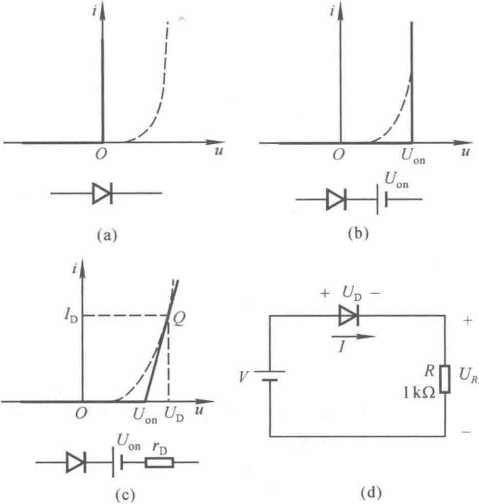 i
O
u
(a)
i
O
U_on
u
U_on
(b)
i
I_D
Q
O
U_on
U_D
u
U_on
r_D
(c)
+ U_D −
I
V
R
1 kΩ
+
U_R
−
(d)